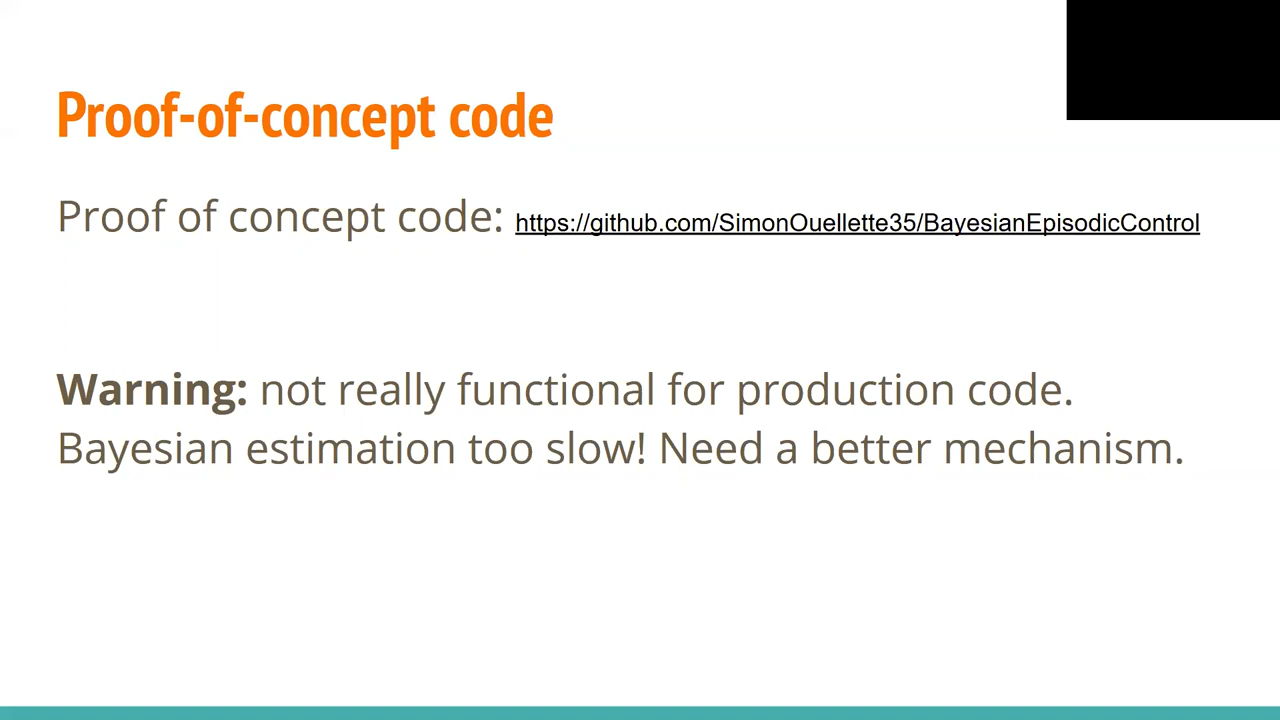 Proof-of-concept code
Proof of concept code: https://github.com/SimonOuellette35/BayesianEpisodicControl
Warning: not really functional for production code.
Bayesian estimation too slow! Need a better mechanism.